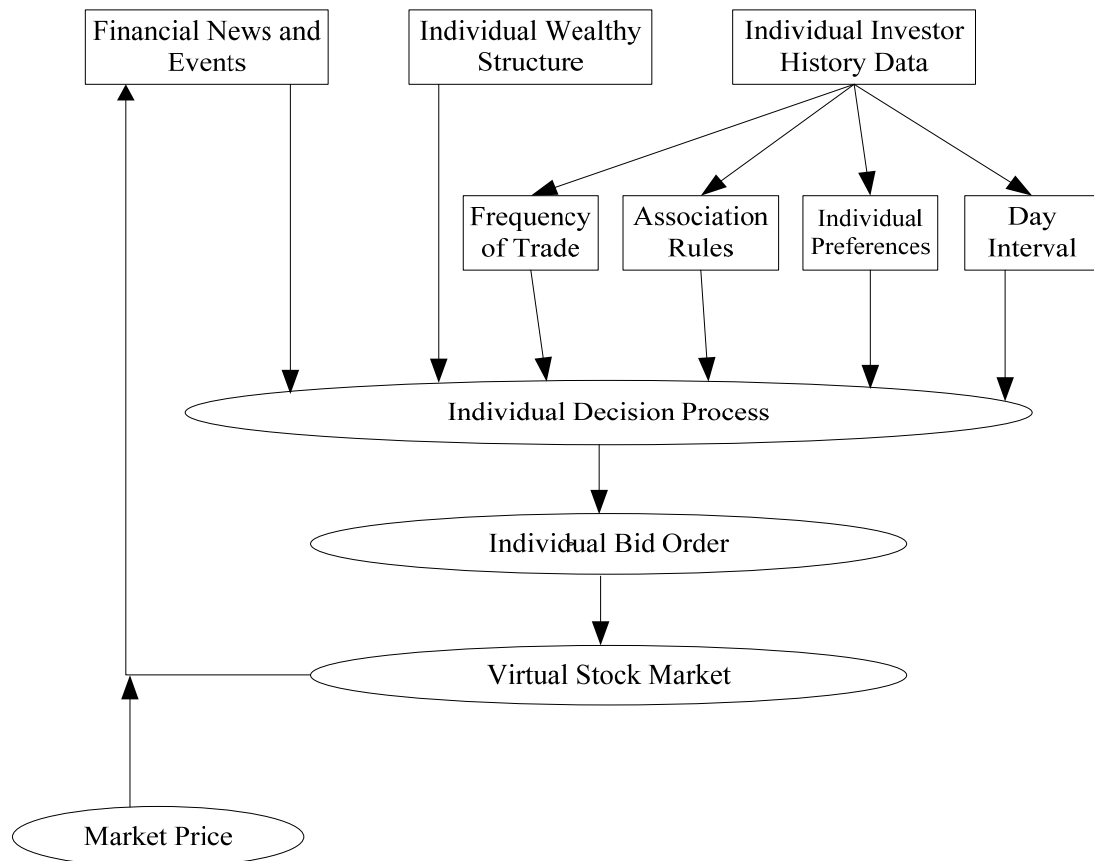 Financial News and
Events
Individual Wealthy
Structure
Individual Investor
History Data
Frequency
of Trade
Association
Rules
Individual
Preferences
Day
Interval
Individual Decision Process
Individual Bid Order
Virtual Stock Market
Market Price